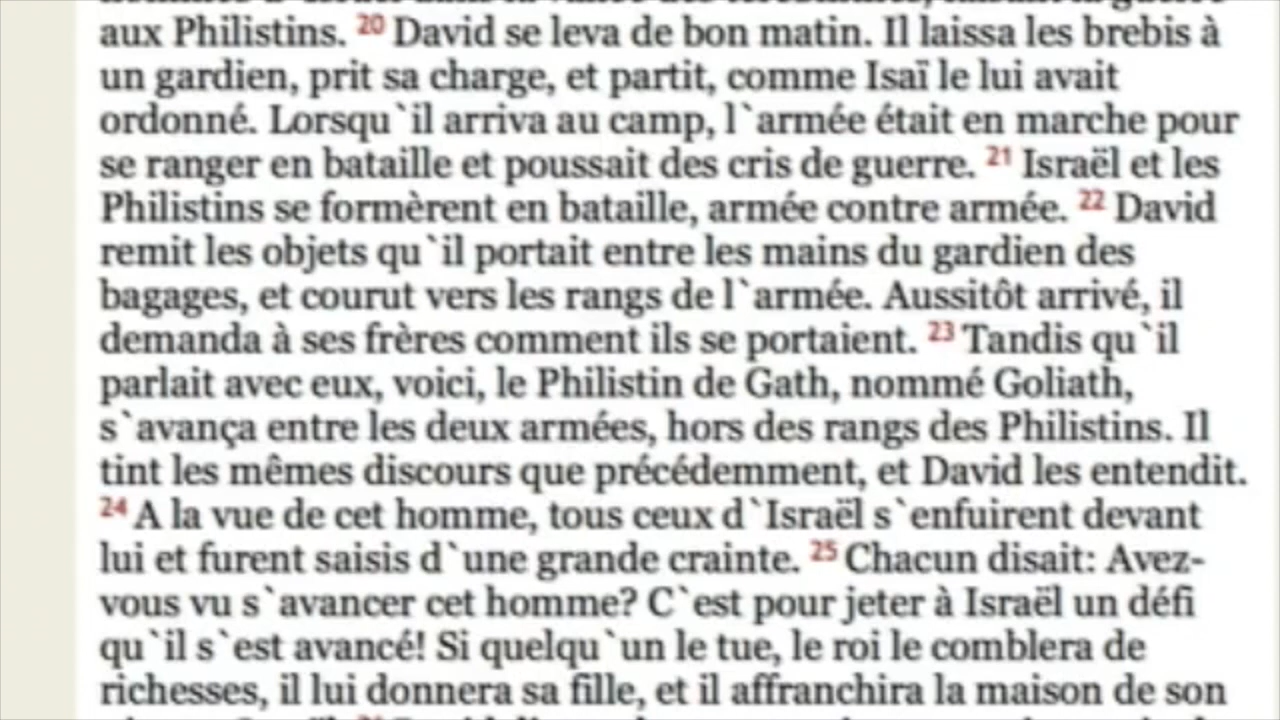 aux Philistins. 20 David se leva de bon matin. Il laissa les brebis à
un gardien, prit sa charge, et partit, comme Isaï le lui avait
ordonné. Lorsqu`il arriva au camp, l`armée était en marche pour
se ranger en bataille et poussait des cris de guerre. 21 Israël et les
Philistins se formèrent en bataille, armée contre armée. 22 David
remit les objets qu`il portait entre les mains du gardien des
bagages, et courut vers les rangs de l`armée. Aussitôt arrivé, il
demanda à ses frères comment ils se portaient. 23 Tandis qu`il
parlait avec eux, voici, le Philistin de Gath, nommé Goliath,
s`avança entre les deux armées, hors des rangs des Philistins. Il
tint les mêmes discours que précédemment, et David les entendit.
24 A la vue de cet homme, tous ceux d`Israël s`enfuirent devant
lui et furent saisis d`une grande crainte. 25 Chacun disait: Avez-
vous vu s`avancer cet homme? C`est pour jeter à Israël un défi
qu`il s`est avancé! Si quelqu`un le tue, le roi le comblera de
richesses, il lui donnera sa fille, et il affranchira la maison de son